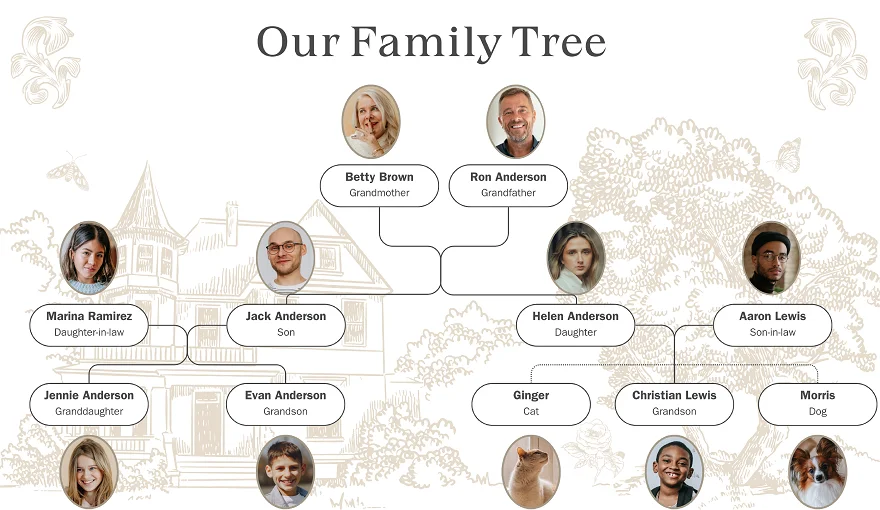 Our Family Tree
Betty Brown
Grandmother
Ron Anderson
Grandfather
Marina Ramirez
Daughter-in-law
Jack Anderson
Son
Helen Anderson
Daughter
Aaron Lewis
Son-in-law
Jennie Anderson
Granddaughter
Evan Anderson
Grandson
Ginger
Cat
Christian Lewis
Grandson
Morris
Dog